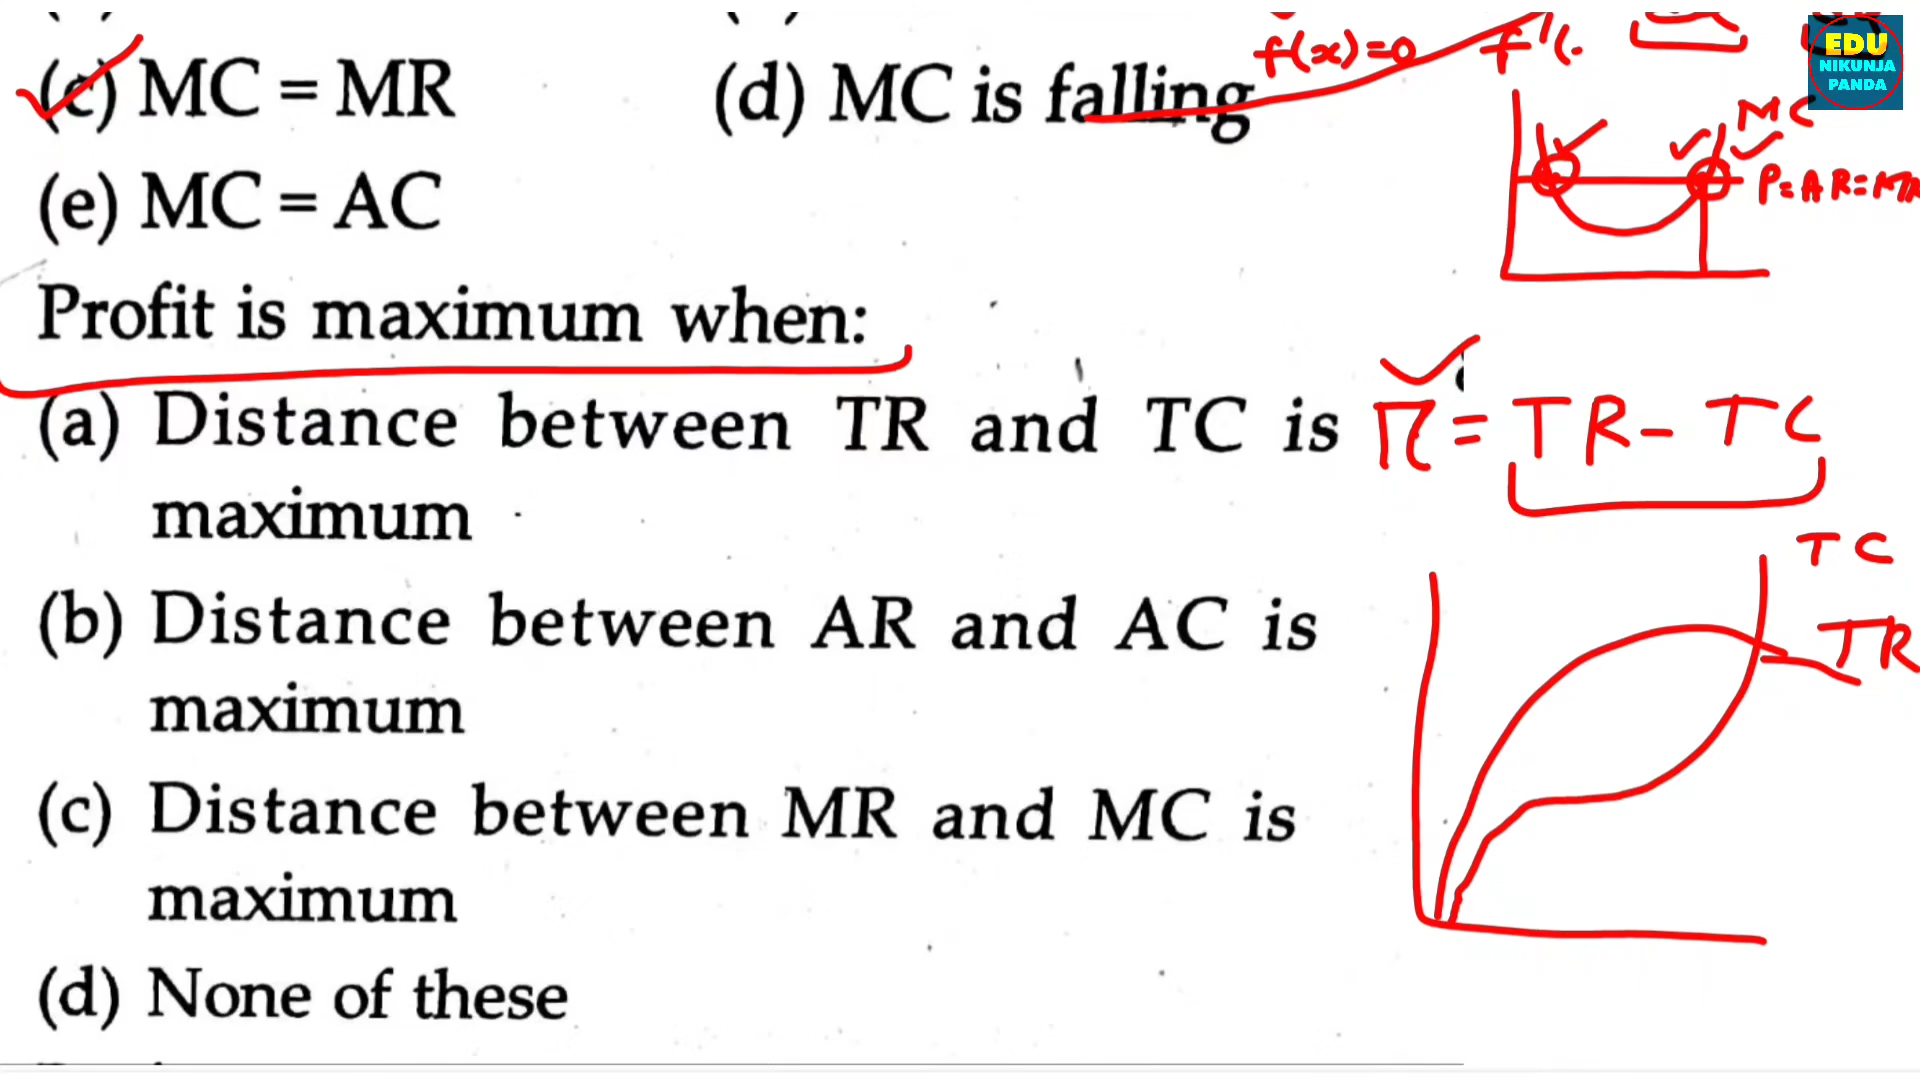 f(x)=0
(c) MC = MR
(d) MC is falling
EDU
NIKUNJA
PANDA
MC
P=AR=MR
(e) MC = AC
Profit is maximum when:
(a) Distance between TR and TC is
maximum
π = TR - TC
TC
TR
(b) Distance between AR and AC is
maximum
(c) Distance between MR and MC is
maximum
(d) None of these